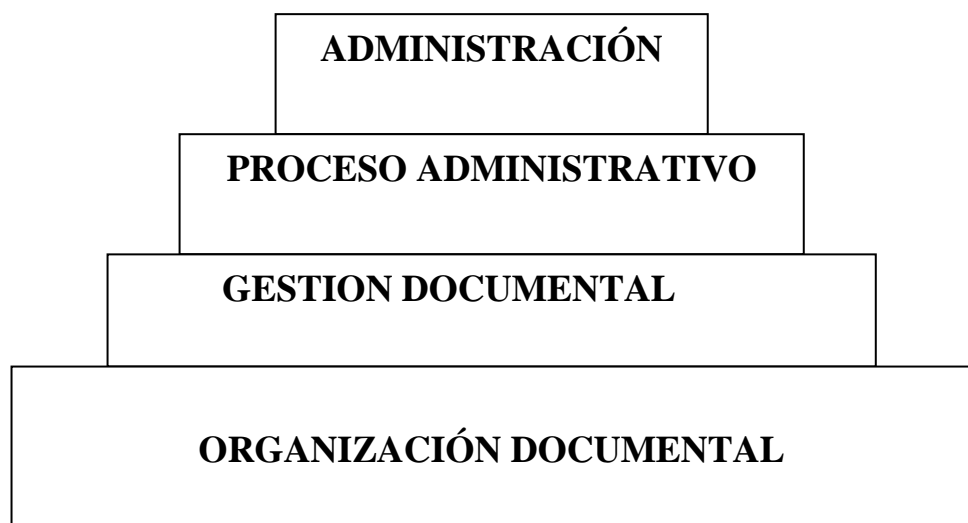 ADMINISTRACIÓN
PROCESO ADMINISTRATIVO
GESTION DOCUMENTAL
ORGANIZACIÓN DOCUMENTAL